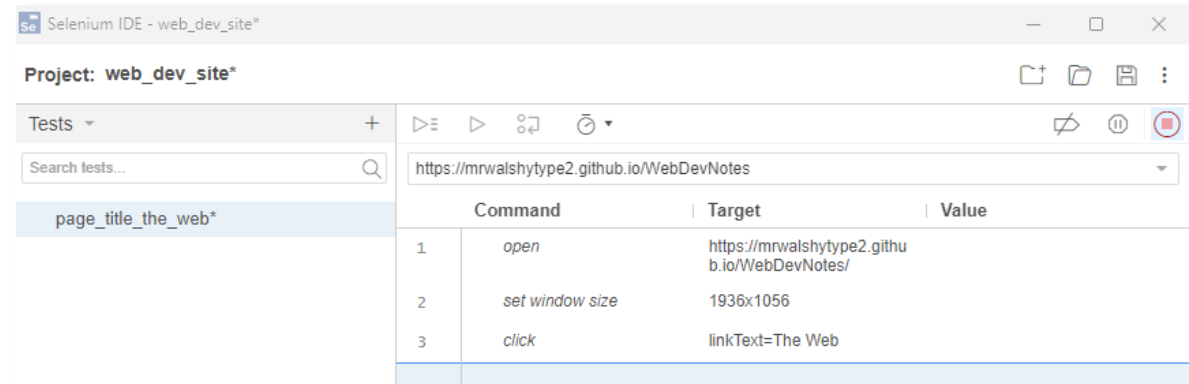 Se Selenium IDE - web_dev_site*
Project: web_dev_site*
Tests
Search tests...
page_title_the_web*
https://mrwalshytype2.github.io/WebDevNotes
Command Target Value
1 open https://mrwalshytype2.githu
b.io/WebDevNotes/
2 set window size 1936x1056
3 click linkText=The Web